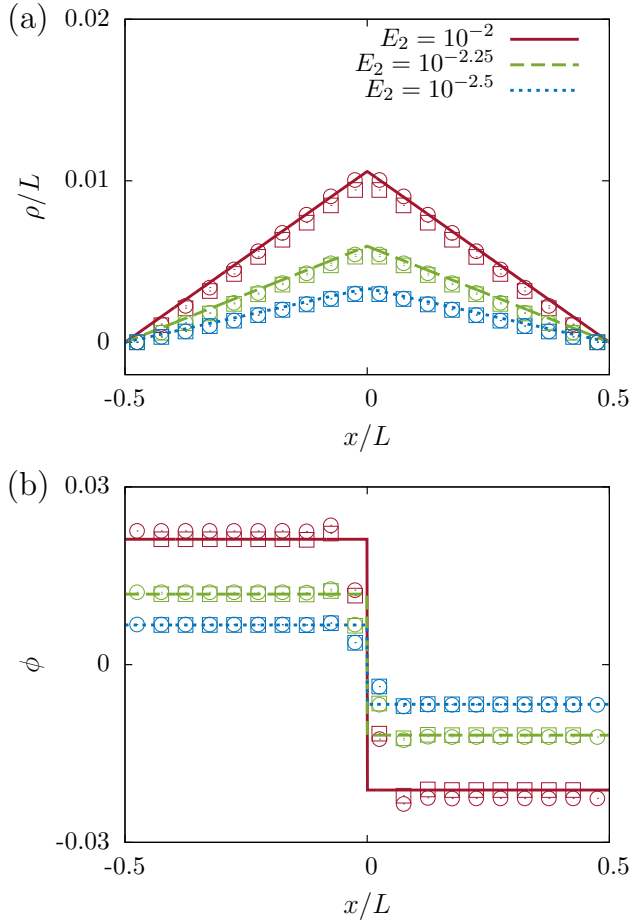 (a)
0.02
E₂ = 10⁻²
E₂ = 10⁻²·²⁵
E₂ = 10⁻²·⁵
ρ/L
0.01
0
-0.5 0 0.5
x/L
(b)
0.03
ϕ
0
-0.03
-0.5 0 0.5
x/L